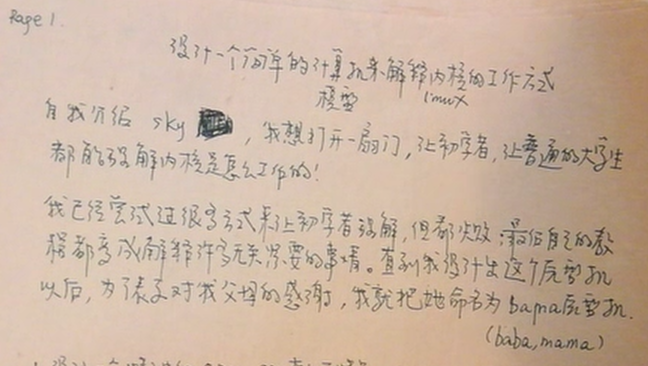 Page 1.
设计一个简单的计算机来解释内核的工作方式
模型 linux
自我介绍 sky , 我想打开一扇门, 让初学者, 让普通的大学生
都能够理解内核是怎么工作的!
我已经尝试过很多方式来让初学者理解, 但都失败, 最后自己的教
程都变成解释许多无关紧要的事情。直到我设计出这个原型机
以后, 为了表示对我父母的感谢, 我就把她命名为bama原型机.
(baba, mama)